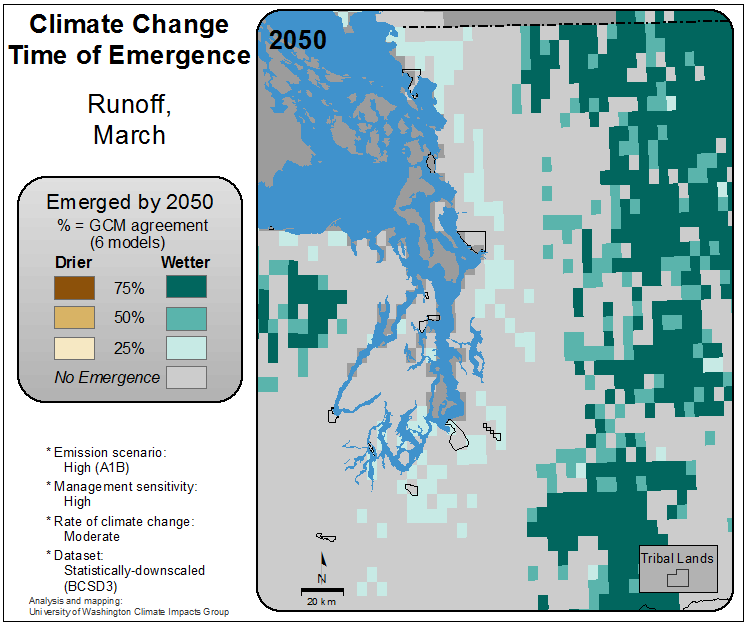 Climate Change
Time of Emergence
Runoff,
March
Emerged by 2050
% = GCM agreement
(6 models)
Drier Wetter
75%
50%
25%
No Emergence
* Emission scenario:
High (A1B)
* Management sensitivity:
High
* Rate of climate change:
Moderate
* Dataset:
Statistically-downscaled
(BCSD3)
Analysis and mapping:
University of Washington Climate Impacts Group
2050
N
20 km
Tribal Lands